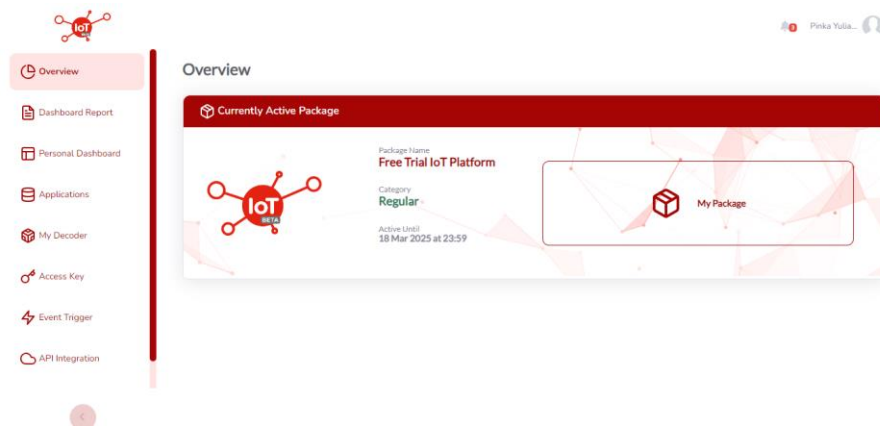 IoT
BETA
3
Pinka Yulia...
Overview
Dashboard Report
Personal Dashboard
Applications
My Decoder
Access Key
Event Trigger
API Integration
Overview
Currently Active Package
IoT
BETA
Package Name
Free Trial IoT Platform
Category
Regular
Active Until
18 Mar 2025 at 23:59
My Package